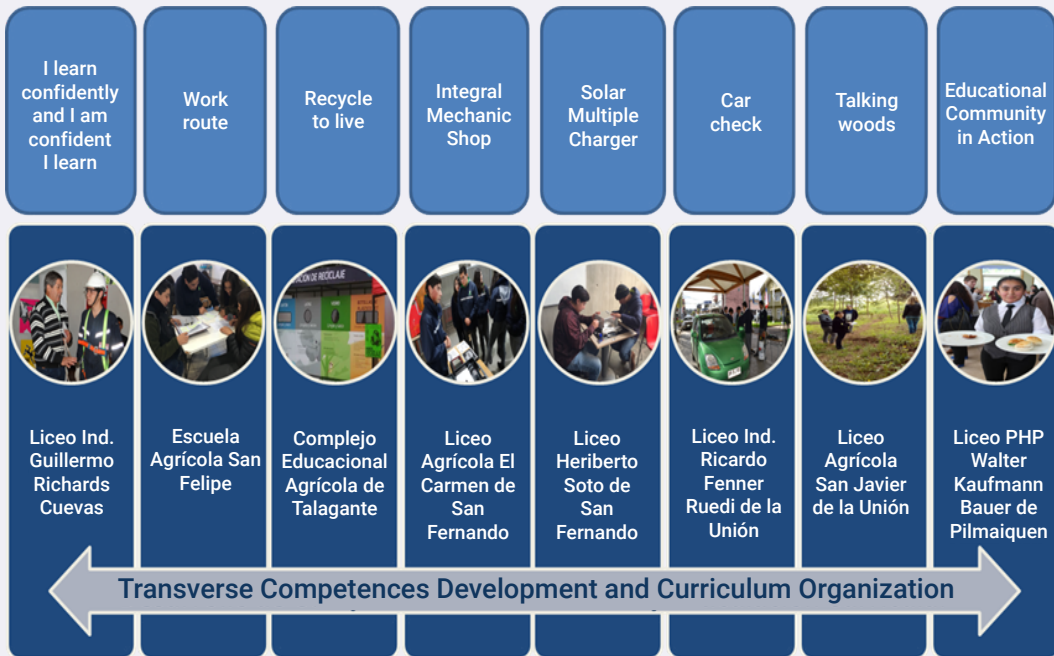 I learn
confidently
and I am
confident
I learn
Work
route
Recycle
to live
Integral
Mechanic
Shop
Solar
Multiple
Charger
Car
check
Talking
woods
Educational
Community
in Action
Liceo Ind.
Guillermo
Richards
Cuevas
Escuela
Agrícola San
Felipe
Complejo
Educacional
Agrícola de
Talagante
Liceo
Agrícola El
Carmen de
San
Fernando
Liceo
Heriberto
Soto de
San
Fernando
Liceo Ind.
Ricardo
Fenner
Ruedi de la
Unión
Liceo
Agrícola
San Javier
de la Unión
Liceo PHP
Walter
Kaufmann
Bauer de
Pilmaiquen
Transverse Competences Development and Curriculum Organization